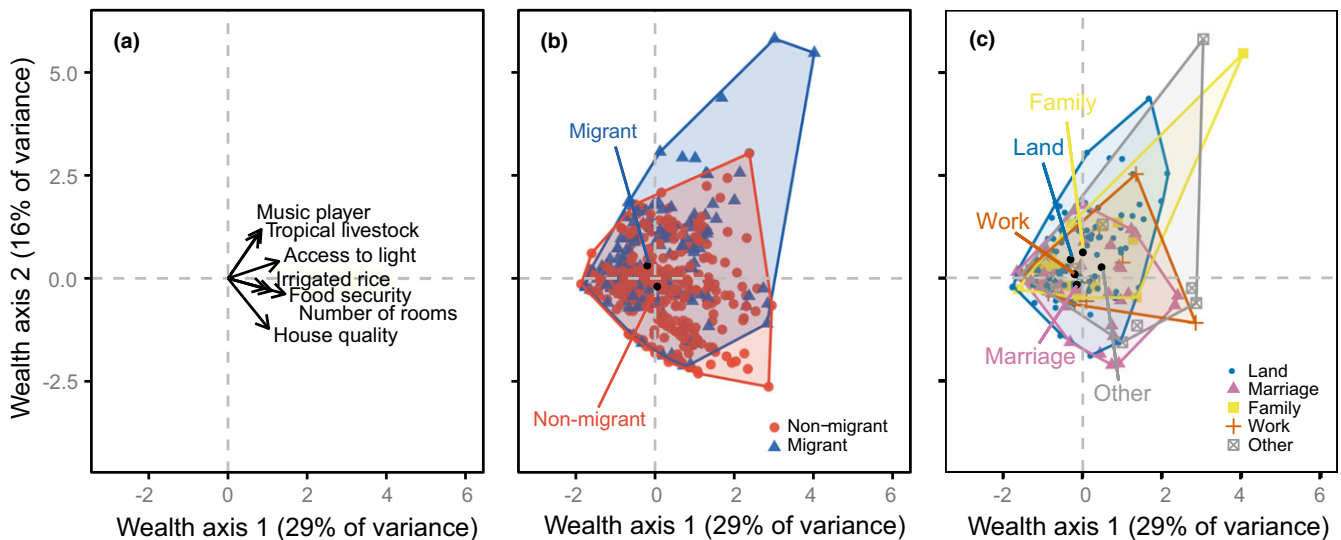 Wealth axis 2 (16% of variance)
5.0
2.5
0.0
-2.5
(a)
Music player
Tropical livestock
Access to light
Irrigated rice
Food security
Number of rooms
House quality
-2 0 2 4 6
Wealth axis 1 (29% of variance)
(b)
Migrant
Non-migrant
Non-migrant
Migrant
-2 0 2 4 6
Wealth axis 1 (29% of variance)
(c)
Family
Land
Work
Marriage
Other
Land
Marriage
Family
Work
Other
-2 0 2 4 6
Wealth axis 1 (29% of variance)